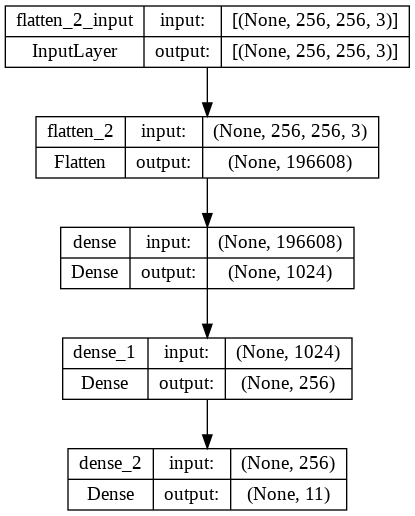 flatten_2_input input: [(None, 256, 256, 3)]
InputLayer output: [(None, 256, 256, 3)]
flatten_2 input: (None, 256, 256, 3)
Flatten output: (None, 196608)
dense input: (None, 196608)
Dense output: (None, 1024)
dense_1 input: (None, 1024)
Dense output: (None, 256)
dense_2 input: (None, 256)
Dense output: (None, 11)